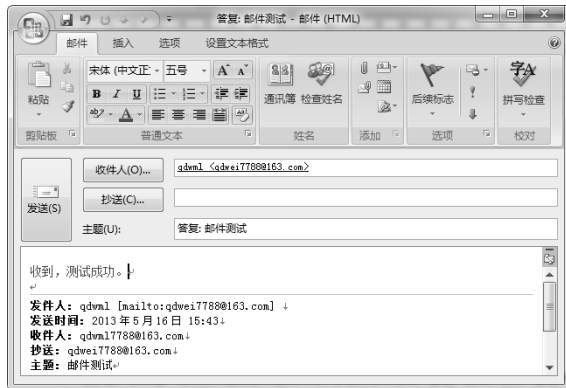 答复: 邮件测试 - 邮件 (HTML)
邮件 插入 选项 设置文本格式
粘贴
剪贴板
宋体 (中文正 五号
B I U
普通文本
通讯簿 检查姓名
姓名
添加
后续标志
选项
拼写检查
校对
发送(S)
收件人(O)...
qdwml <qdwei7788@163.com>
抄送(C)...
主题(U):
答复: 邮件测试
收到，测试成功。
发件人: qdwml [mailto:qdwei7788@163.com]
发送时间: 2013年5月16日 15:43
收件人: qdwml7788@163.com
抄送: qdwei7788@163.com
主题: 邮件测试